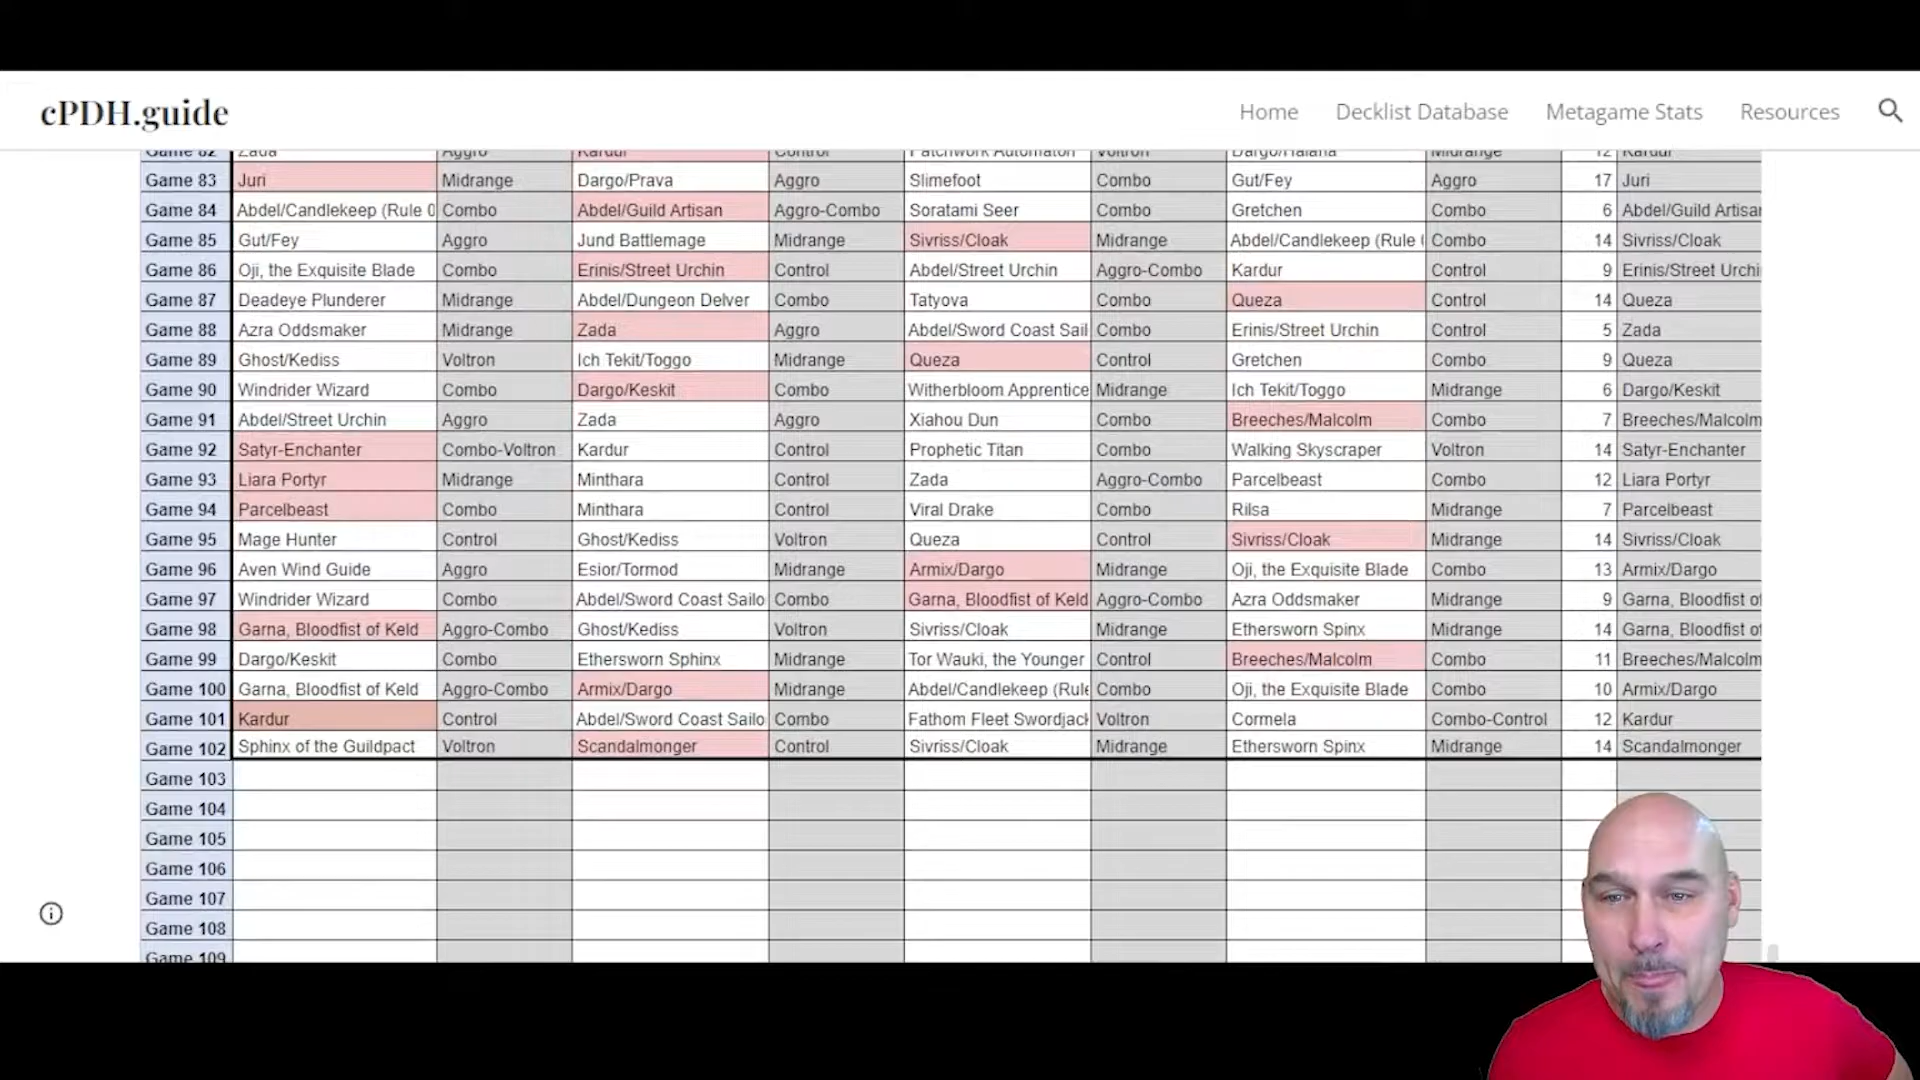 cPDH.guide Home Decklist Database Metagame Stats Resources
Game 82 Zada Aggro Kardur Control Patchwork Automaton Voltron Dargo/Halana Midrange 12 Kardur
Game 83 Juri Midrange Dargo/Prava Aggro Slimefoot Combo Gut/Fey Aggro 17 Juri
Game 84 Abdel/Candlekeep (Rule 0 Combo Abdel/Guild Artisan Aggro-Combo Soratami Seer Combo Gretchen Combo 6 Abdel/Guild Artisan
Game 85 Gut/Fey Aggro Jund Battlemage Midrange Sivriss/Cloak Midrange Abdel/Candlekeep (Rule Combo 14 Sivriss/Cloak
Game 86 Oji, the Exquisite Blade Combo Erinis/Street Urchin Control Abdel/Street Urchin Aggro-Combo Kardur Control 9 Erinis/Street Urchi
Game 87 Deadeye Plunderer Midrange Abdel/Dungeon Delver Combo Tatyova Combo Queza Control 14 Queza
Game 88 Azra Oddsmaker Midrange Zada Aggro Abdel/Sword Coast Sail Combo Erinis/Street Urchin Control 5 Zada
Game 89 Ghost/Kediss Voltron Ich Tekit/Toggo Midrange Queza Control Gretchen Combo 9 Queza
Game 90 Windrider Wizard Combo Dargo/Keskit Combo Witherbloom Apprentice Midrange Ich Tekit/Toggo Midrange 6 Dargo/Keskit
Game 91 Abdel/Street Urchin Aggro Zada Aggro Xiahou Dun Combo Breeches/Malcolm Combo 7 Breeches/Malcolm
Game 92 Satyr-Enchanter Combo-Voltron Kardur Control Prophetic Titan Combo Walking Skyscraper Voltron 14 Satyr-Enchanter
Game 93 Liara Portyr Midrange Minthara Control Zada Aggro-Combo Parcelbeast Combo 12 Liara Portyr
Game 94 Parcelbeast Combo Minthara Control Viral Drake Combo Rilsa Midrange 7 Parcelbeast
Game 95 Mage Hunter Control Ghost/Kediss Voltron Queza Control Sivriss/Cloak Midrange 14 Sivriss/Cloak
Game 96 Aven Wind Guide Aggro Esior/Tormod Midrange Armix/Dargo Midrange Oji, the Exquisite Blade Combo 13 Armix/Dargo
Game 97 Windrider Wizard Combo Abdel/Sword Coast Sailo Combo Garna, Bloodfist of Keld Aggro-Combo Azra Oddsmaker Midrange 9 Garna, Bloodfist of
Game 98 Garna, Bloodfist of Keld Aggro-Combo Ghost/Kediss Voltron Sivriss/Cloak Midrange Ethersworn Spinx Midrange 14 Garna, Bloodfist of
Game 99 Dargo/Keskit Combo Ethersworn Sphinx Midrange Tor Wauki, the Younger Control Breeches/Malcolm Combo 11 Breeches/Malcolm
Game 100 Garna, Bloodfist of Keld Aggro-Combo Armix/Dargo Midrange Abdel/Candlekeep (Rule Combo Oji, the Exquisite Blade Combo 10 Armix/Dargo
Game 101 Kardur Control Abdel/Sword Coast Sailo Combo Fathom Fleet Swordjack Voltron Cormela Combo-Control 12 Kardur
Game 102 Sphinx of the Guildpact Voltron Scandalmonger Control Sivriss/Cloak Midrange Ethersworn Spinx Midrange 14 Scandalmonger
Game 103
Game 104
Game 105
Game 106
Game 107
Game 108
Game 109